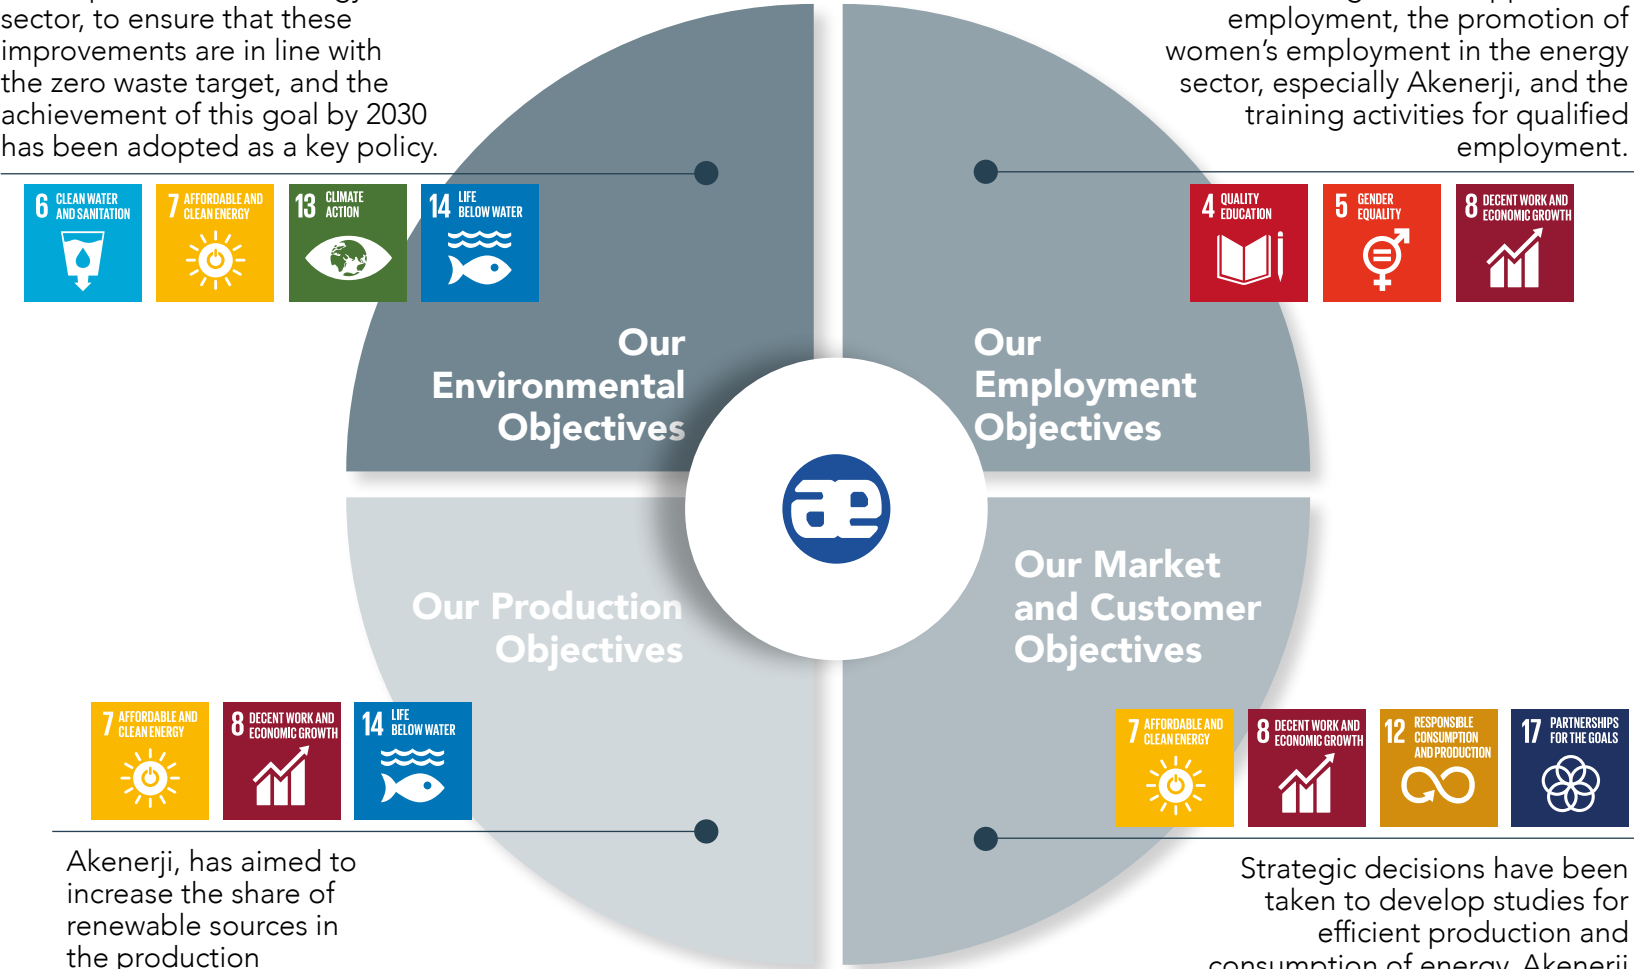 sector, to ensure that these
improvements are in line with
the zero waste target, and the
achievement of this goal by 2030
has been adopted as a key policy.
employment, the promotion of
women's employment in the energy
sector, especially Akenerji, and the
training activities for qualified
employment.
6 CLEAN WATER
AND SANITATION
7 AFFORDABLE AND
CLEAN ENERGY
13 CLIMATE
ACTION
14 LIFE
BELOW WATER
4 QUALITY
EDUCATION
5 GENDER
EQUALITY
8 DECENT WORK AND
ECONOMIC GROWTH
Our
Environmental
Objectives
Our
Employment
Objectives
æ
Our Production
Objectives
Our Market
and Customer
Objectives
7 AFFORDABLE AND
CLEAN ENERGY
8 DECENT WORK AND
ECONOMIC GROWTH
14 LIFE
BELOW WATER
7 AFFORDABLE AND
CLEAN ENERGY
8 DECENT WORK AND
ECONOMIC GROWTH
12 RESPONSIBLE
CONSUMPTION
AND PRODUCTION
17 PARTNERSHIPS
FOR THE GOALS
Akenerji, has aimed to
increase the share of
renewable sources in
the production
Strategic decisions have been
taken to develop studies for
efficient production and
consumption of energy. Akenerji